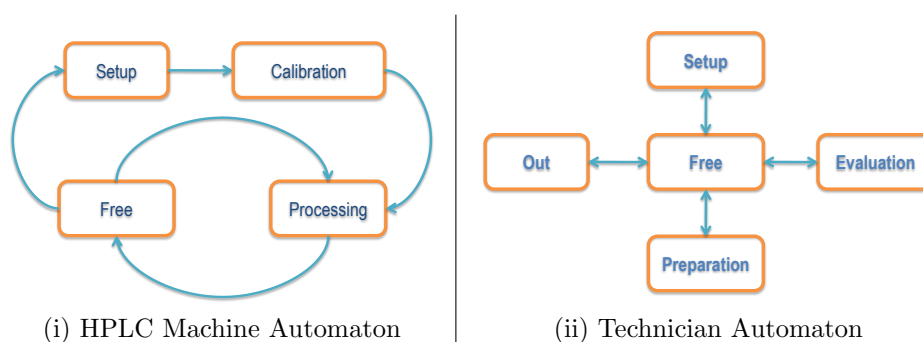 Setup
Calibration
Free
Processing
(i) HPLC Machine Automaton
Setup
Out
Free
Evaluation
Preparation
(ii) Technician Automaton